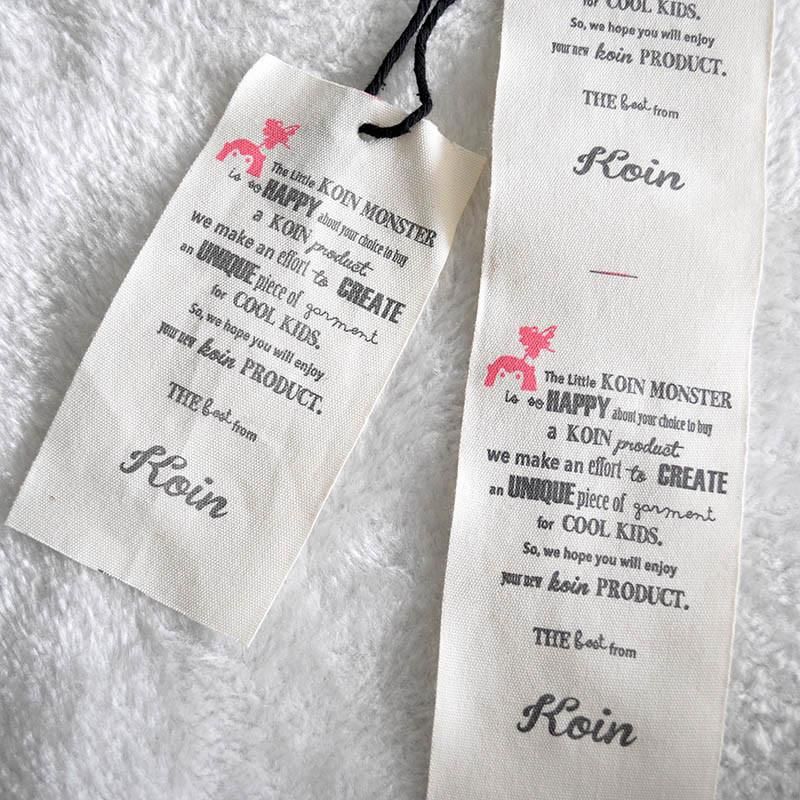 The Little KOIN MONSTER
is so HAPPY about your choice to buy
a KOIN product
we make an effort to CREATE
an UNIQUE piece of garment
for COOL KIDS.
So, we hope you will enjoy
your new koin PRODUCT.
THE best from
Koin
for COOL KIDS.
So, we hope you will enjoy
your new koin PRODUCT.
THE best from
Koin
The Little KOIN MONSTER
is so HAPPY about your choice to buy
a KOIN product
we make an effort to CREATE
an UNIQUE piece of garment
for COOL KIDS.
So, we hope you will enjoy
your new koin PRODUCT.
THE best from
Koin